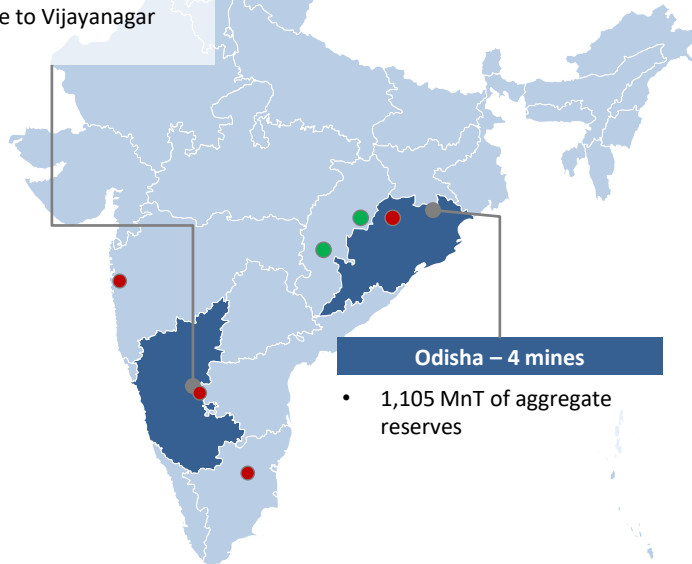 e to Vijayanagar
Odisha – 4 mines
• 1,105 MnT of aggregate
reserves